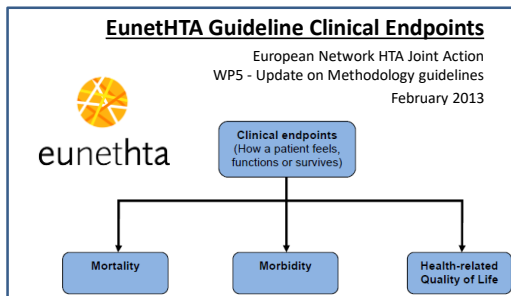 EunetHTA Guideline Clinical Endpoints
European Network HTA Joint Action
WP5 - Update on Methodology guidelines
February 2013
eunethta
Clinical endpoints
(How a patient feels,
functions or survives)
Mortality
Morbidity
Health-related
Quality of Life